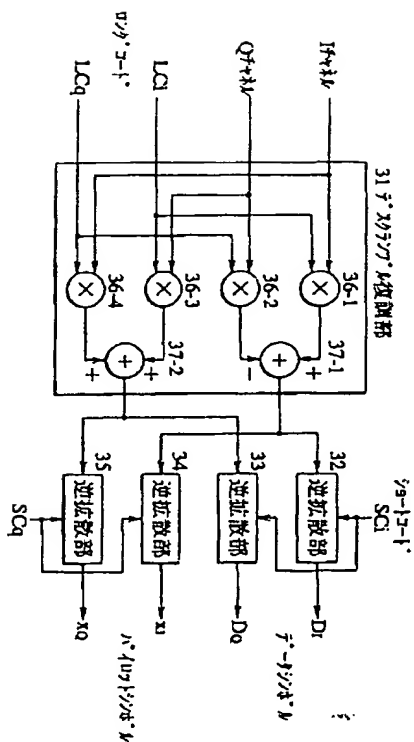 ショートコード
SCi
31 デスクランブル復調部
Iチャネル
36-1
37-1
+
-
32
逆拡散部
DI
データシンボル
Qチャネル
36-2
33
逆拡散部
DQ
LCi
ロングコード
36-3
37-2
+
+
34
逆拡散部
xI
パイロットシンボル
LCq
36-4
35
逆拡散部
xQ
SCq